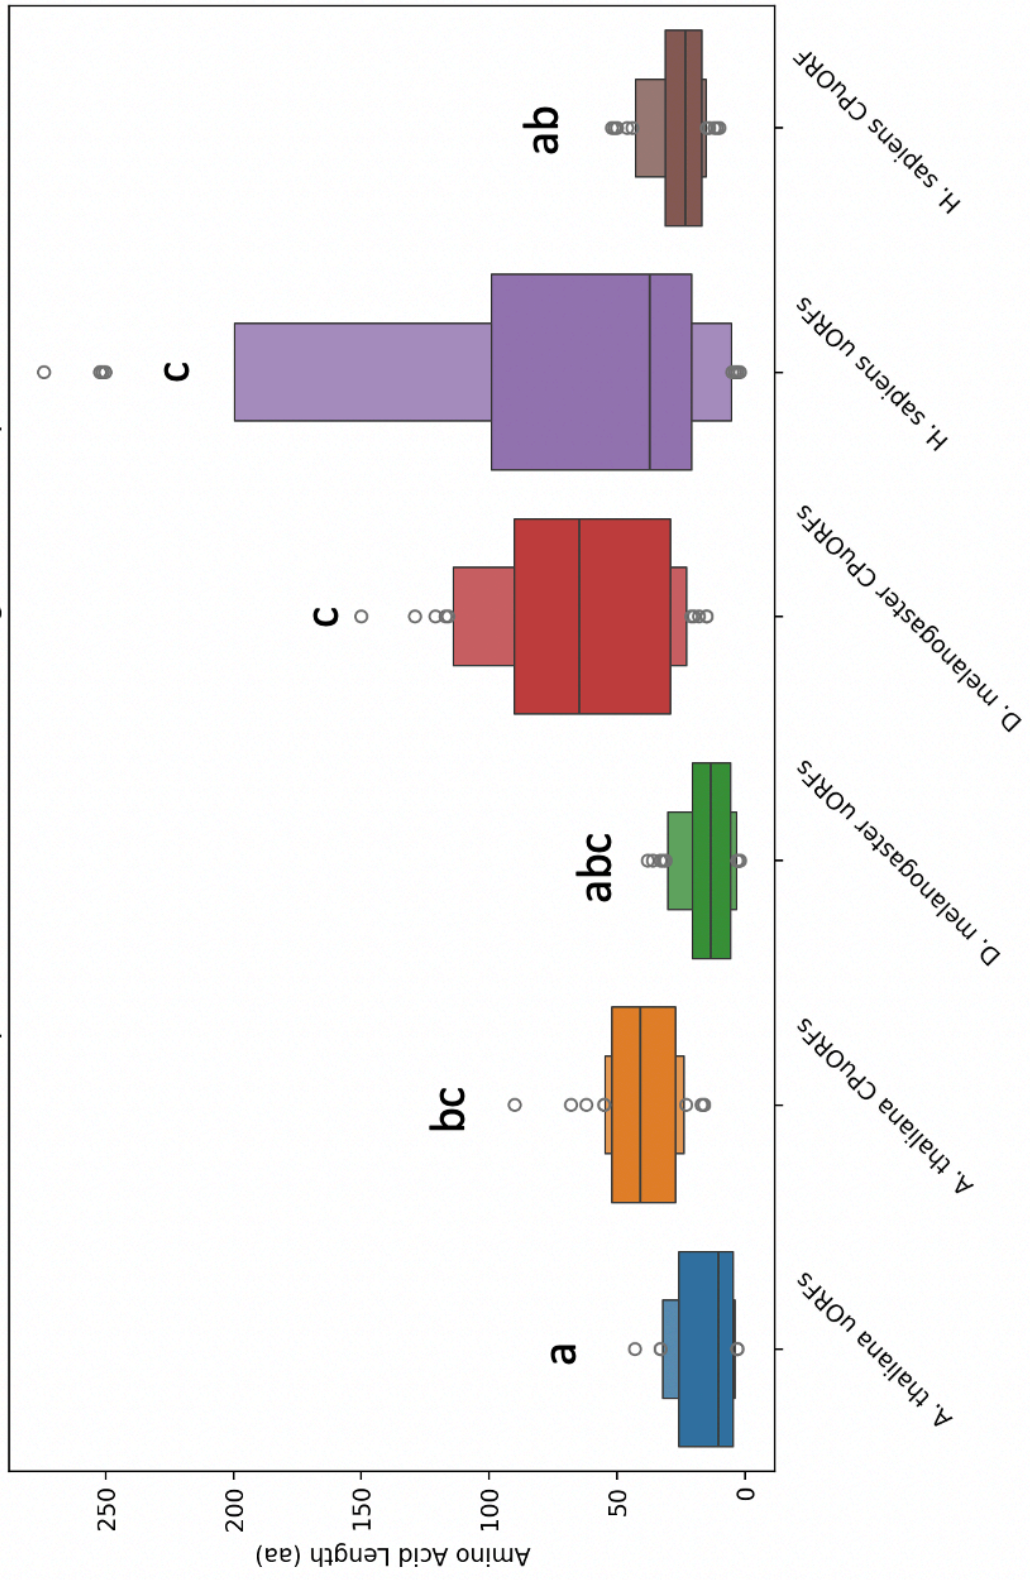 Amino Acid Length (aa)
250
200
150
100
50
0
a
bc
abc
c
c
ab
A. thaliana uORFs
A. thaliana CPuORFs
D. melanogaster uORFs
D. melanogaster CPuORFs
H. sapiens uORFs
H. sapiens CPuORF